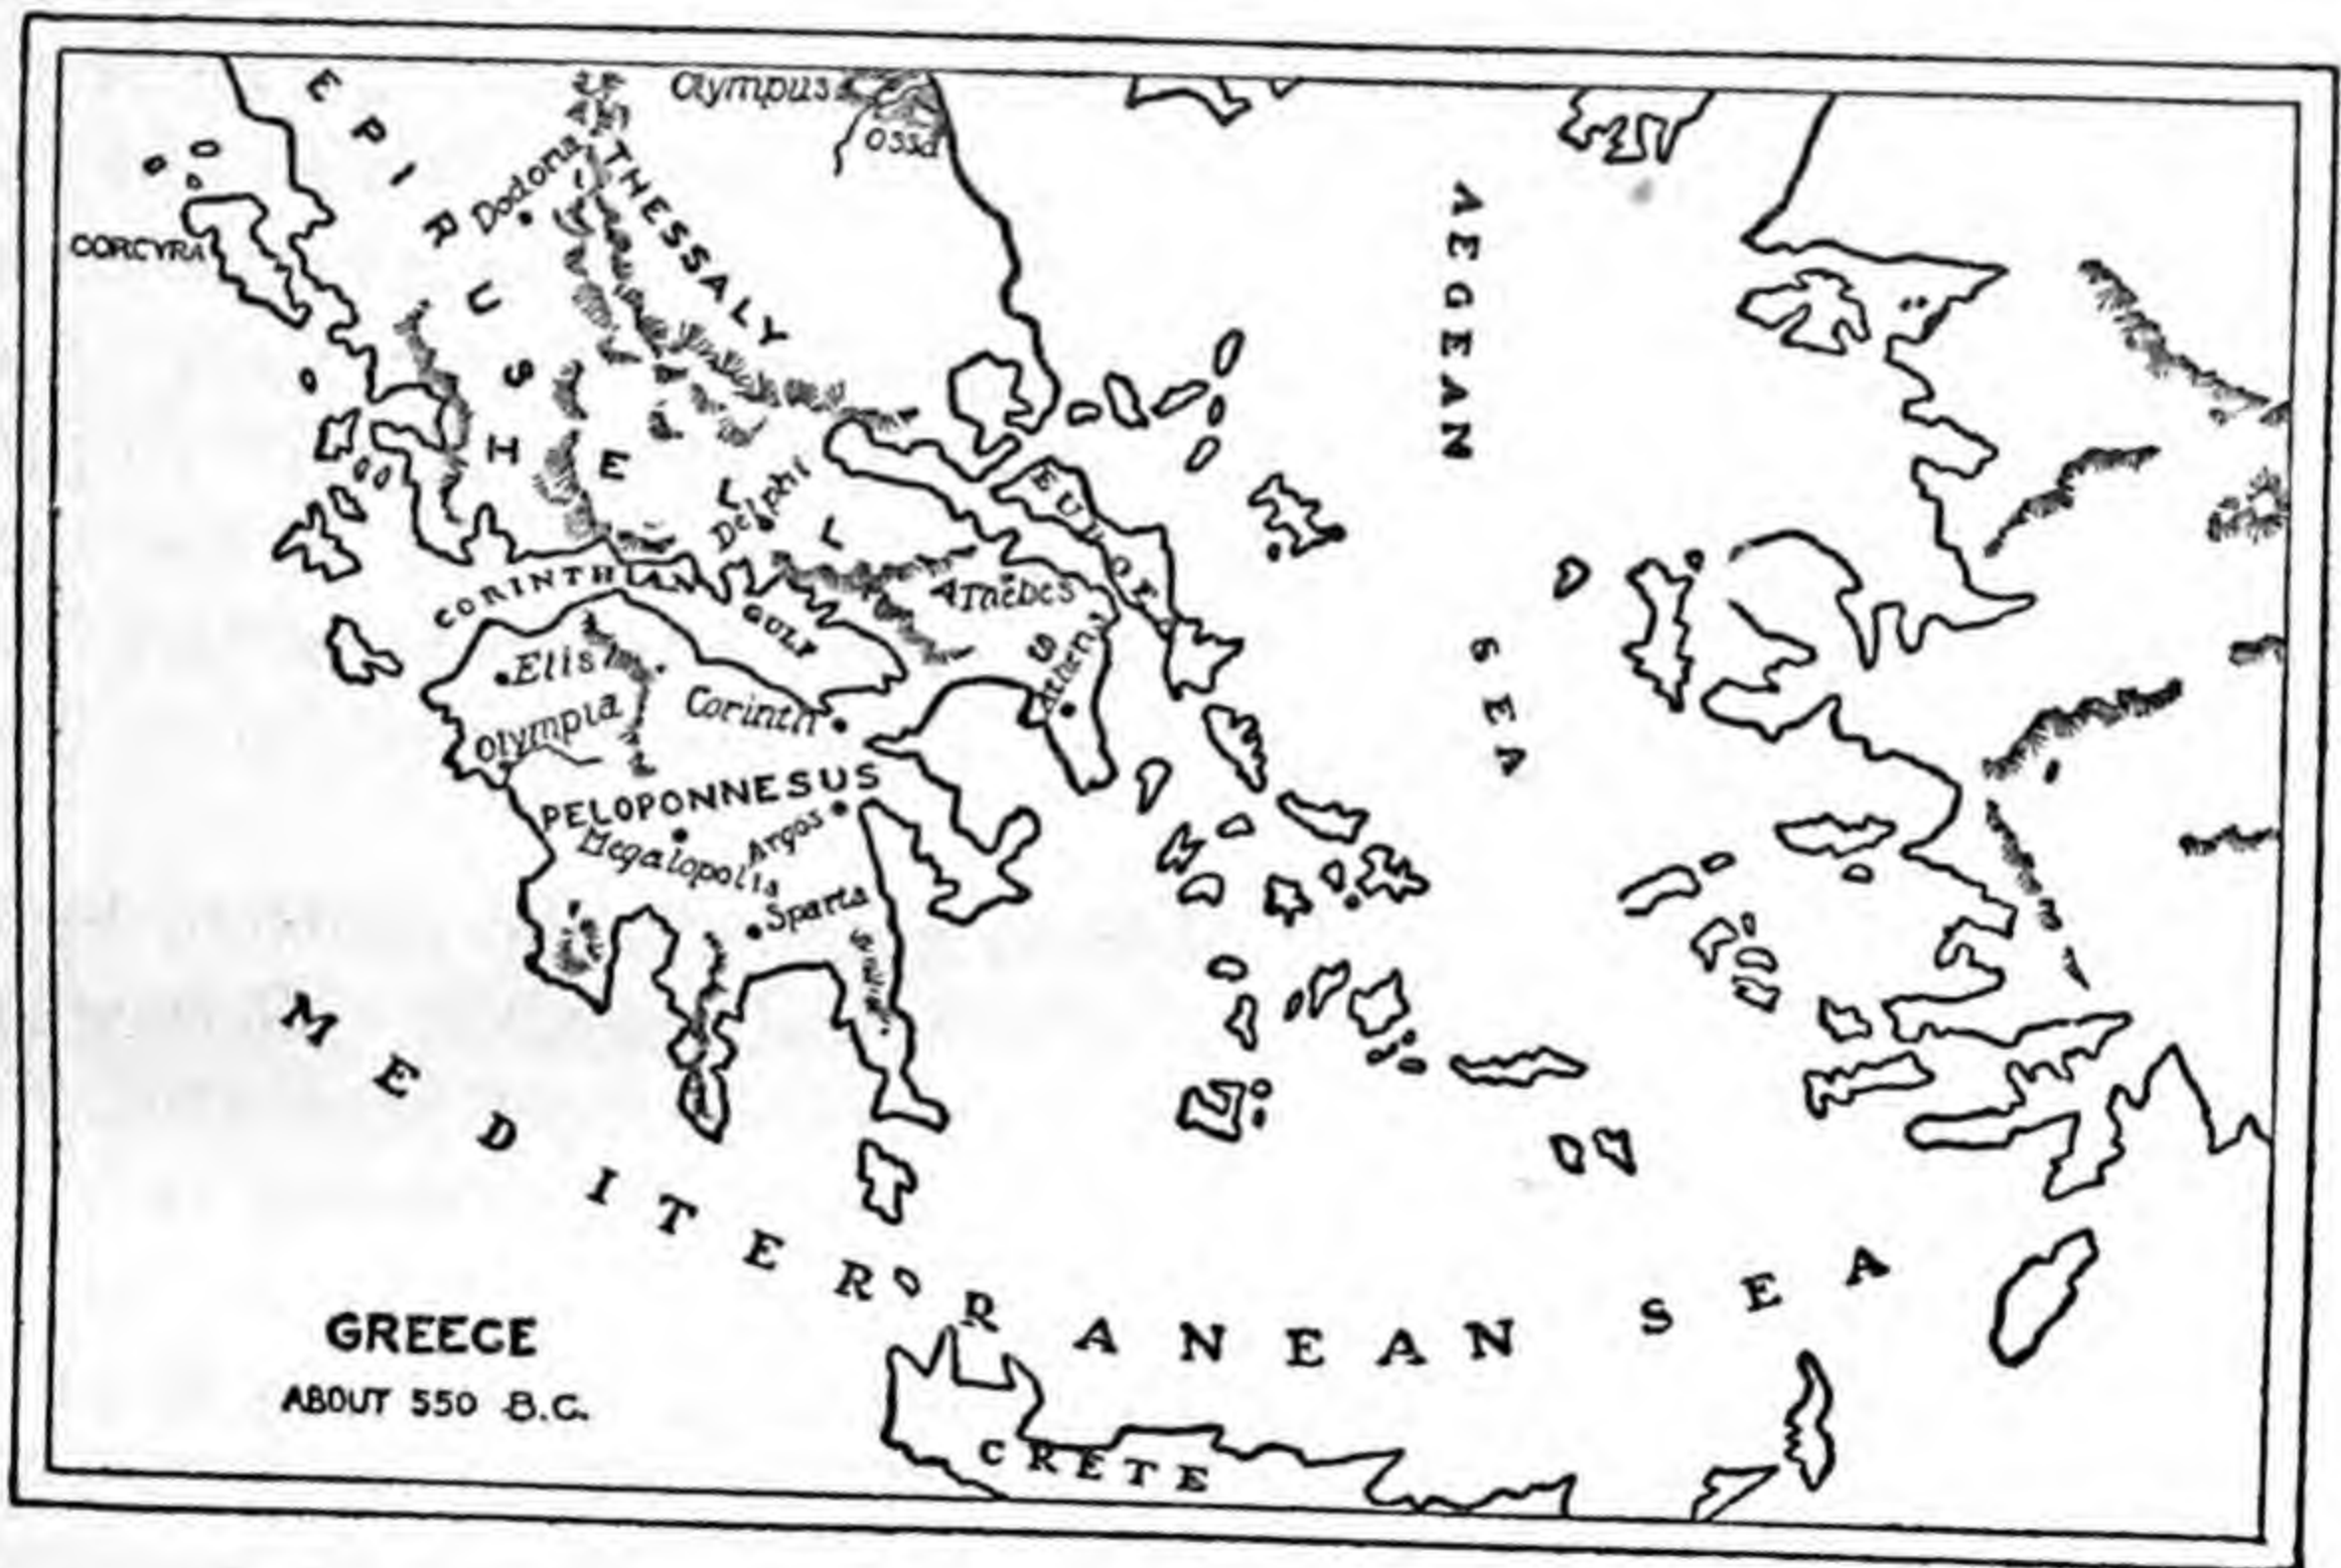 EPIRUS
Olympus
Ossa
Dodona
THESSALY
CORCYRA
AEGEAN SEA
HELLAS
Delphi
EUBOEA
CORINTHIAN GULF
Thebes
Athens
Elis
Olympia
Corinth
PELOPONNESUS
Megalopolis
Argos
Sparta
MEDITERRANEAN SEA
GREECE
ABOUT 550 B.C.
CRETE